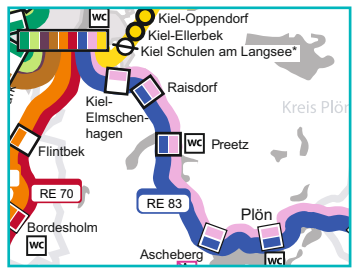 WC
Kiel-Oppendorf
Kiel-Ellerbek
Kiel Schulen am Langsee*
Kiel-
Elmschen-
hagen
Raisdorf
Kreis Plön
Flintbek
WC
Preetz
RE 70
RE 83
Bordesholm
Plön
WC
Ascheberg
WC